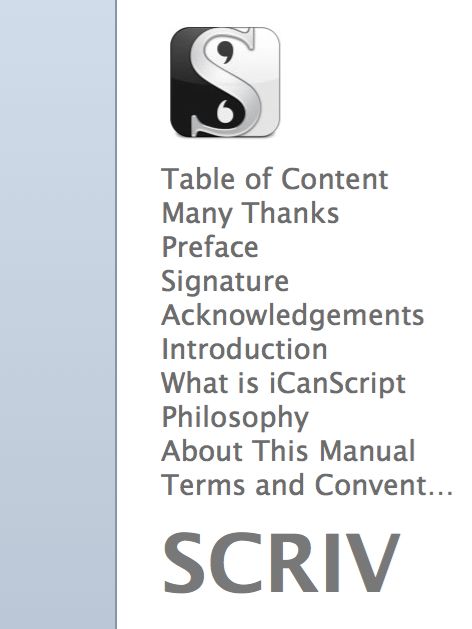 Table of Content
Many Thanks
Preface
Signature
Acknowledgements
Introduction
What is iCanScript
Philosophy
About This Manual
Terms and Convent…
SCRIV